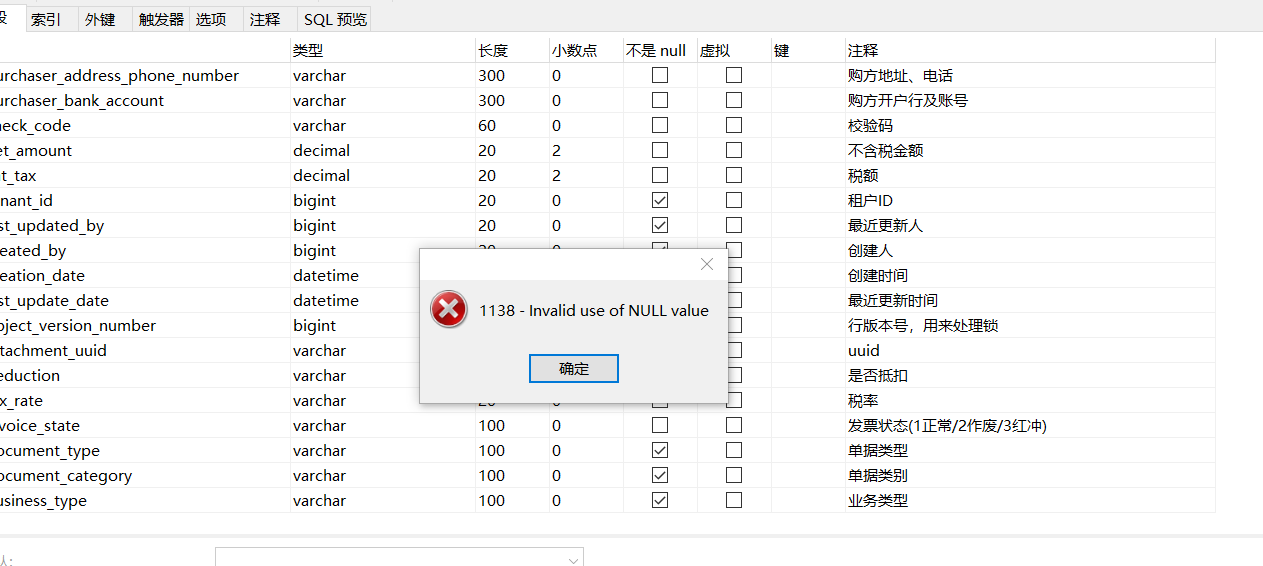 索引 外键 触发器 选项 注释 SQL 预览
类型 长度 小数点 不是 null 虚拟 键 注释
urchaser_address_phone_number varchar 300 0 购方地址、电话
urchaser_bank_account varchar 300 0 购方开户行及账号
neck_code varchar 60 0 校验码
et_amount decimal 20 2 不含税金额
t_tax decimal 20 2 税额
nant_id bigint 20 0 租户ID
st_updated_by bigint 20 0 最近更新人
eated_by bigint 20 0 创建人
eation_date datetime 创建时间
st_update_date datetime 最近更新时间
ject_version_number bigint 行版本号，用来处理锁
tachment_uuid varchar uuid
eduction varchar 是否抵扣
x_rate varchar 20 0 税率
voice_state varchar 100 0 发票状态(1正常/2作废/3红冲)
ocument_type varchar 100 0 单据类型
ocument_category varchar 100 0 单据类别
usiness_type varchar 100 0 业务类型
1138 - Invalid use of NULL value
确定